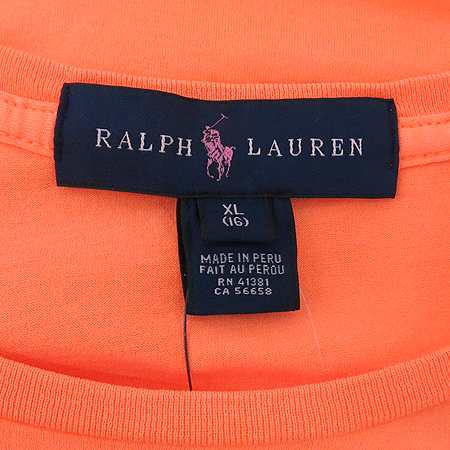 RALPH LAUREN
XL
(16)
MADE IN PERU
FAIT AU PEROU
RN 41381
CA 56658